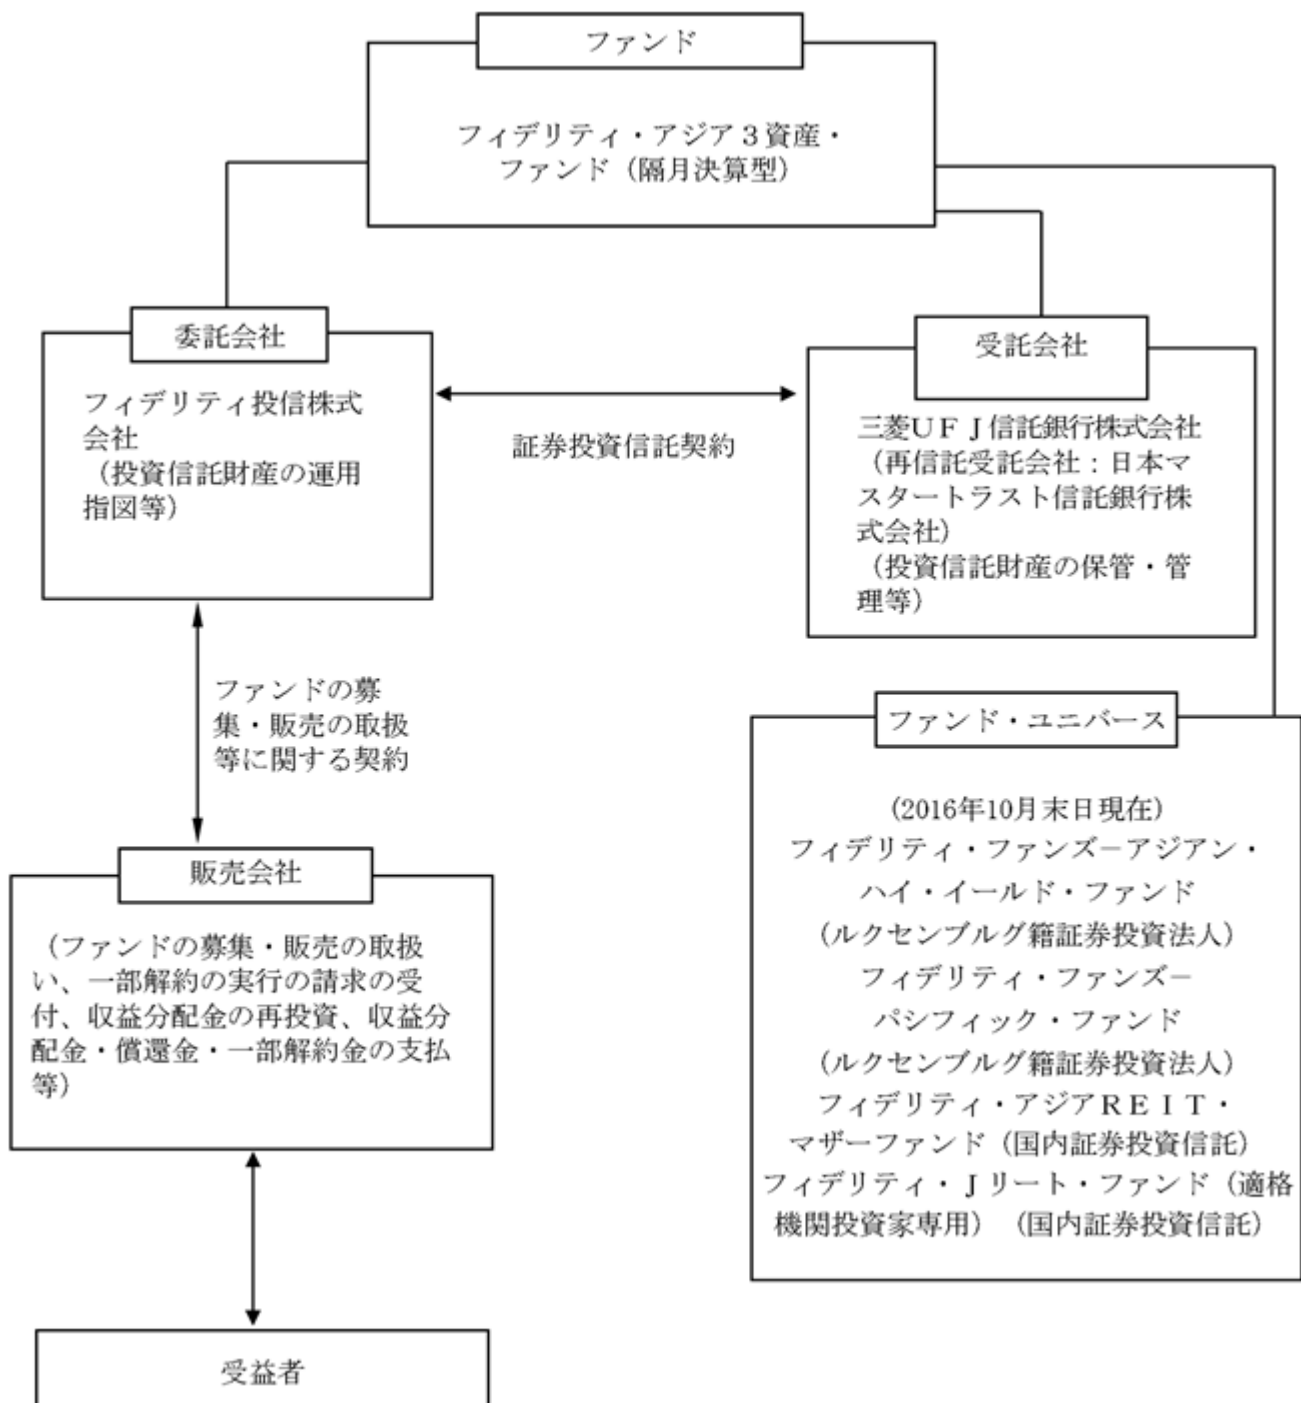 ファンド
フィデリティ・アジア３資産・
ファンド（隔月決算型）
委託会社
フィデリティ投信株式
会社
（投資信託財産の運用
指図等）
証券投資信託契約
受託会社
三菱ＵＦＪ信託銀行株式会社
（再信託受託会社：日本マ
スタートラスト信託銀行株
式会社）
（投資信託財産の保管・管
理等）
ファンドの募
集・販売の取扱
等に関する契約
ファンド・ユニバース
（2016年10月末日現在）
フィデリティ・ファンズ－アジアン・
ハイ・イールド・ファンド
（ルクセンブルグ籍証券投資法人）
フィデリティ・ファンズ－
パシフィック・ファンド
（ルクセンブルグ籍証券投資法人）
フィデリティ・アジアＲＥＩＴ・
マザーファンド（国内証券投資信託）
フィデリティ・Ｊリート・ファンド（適格
機関投資家専用）（国内証券投資信託）
販売会社
（ファンドの募集・販売の取扱
い、一部解約の実行の請求の受
付、収益分配金の再投資、収益分
配金・償還金・一部解約金の支払
等）
受益者